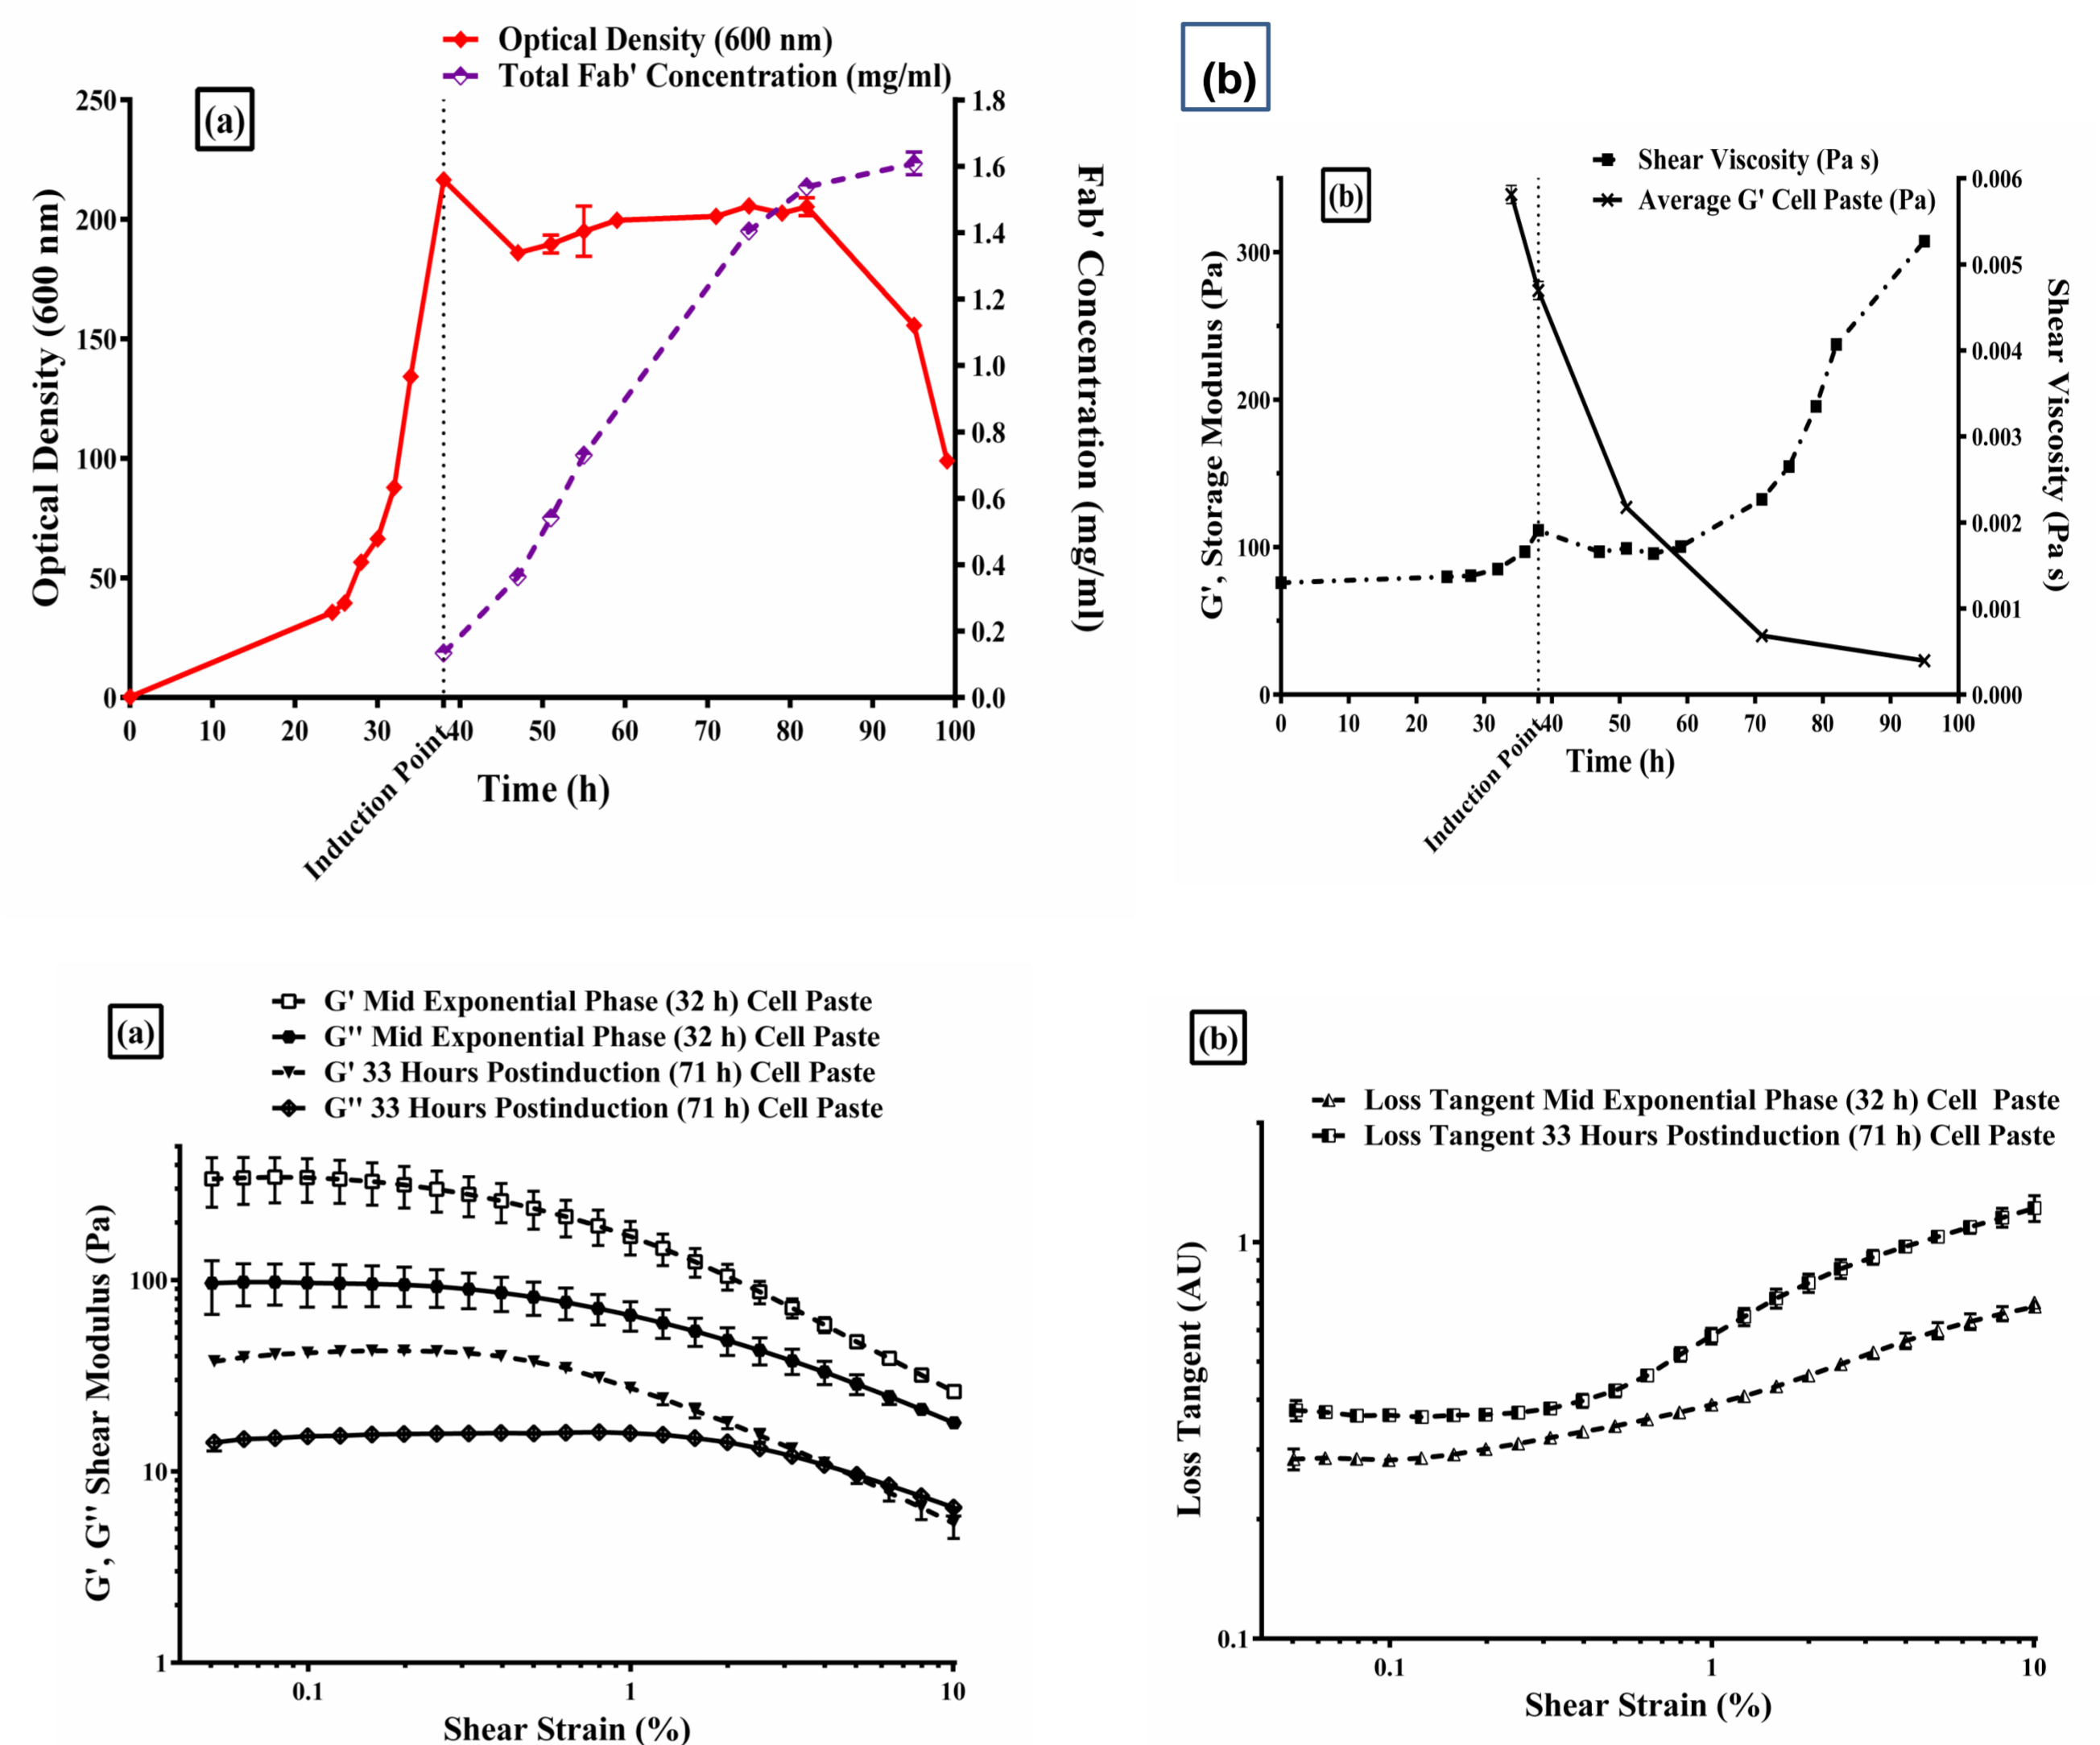 Optical Density (600 nm)
Total Fab' Concentration (mg/ml)
(a)
250
200
150
100
50
0
Optical Density (600 nm)
1.8
1.6
1.4
1.2
1.0
0.8
0.6
0.4
0.2
0.0
Fab' Concentration (mg/ml)
0 10 20 30 40 50 60 70 80 90 100
Induction Point
Time (h)
(b)
Shear Viscosity (Pa s)
Average G' Cell Paste (Pa)
(b)
300
200
100
0
G', Storage Modulus (Pa)
0.006
0.005
0.004
0.003
0.002
0.001
0.000
Shear Viscosity (Pa s)
0 10 20 30 40 50 60 70 80 90 100
Induction Point
Time (h)
(a)
G' Mid Exponential Phase (32 h) Cell Paste
G'' Mid Exponential Phase (32 h) Cell Paste
G' 33 Hours Postinduction (71 h) Cell Paste
G'' 33 Hours Postinduction (71 h) Cell Paste
100
10
1
G', G'' Shear Modulus (Pa)
0.1 1 10
Shear Strain (%)
(b)
Loss Tangent Mid Exponential Phase (32 h) Cell Paste
Loss Tangent 33 Hours Postinduction (71 h) Cell Paste
1
0.1
Loss Tangent (AU)
0.1 1 10
Shear Strain (%)